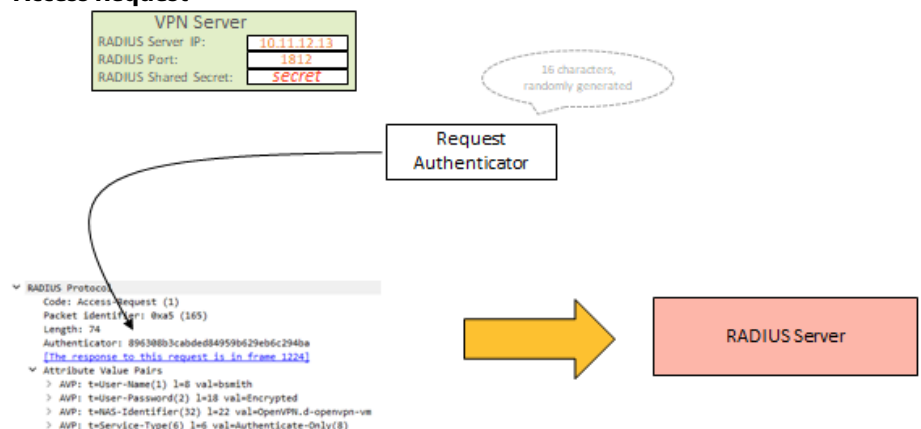 Access Request
VPN Server
RADIUS Server IP: 10.11.12.13
RADIUS Port: 1812
RADIUS Shared Secret: secret
16 characters,
randomly generated
Request
Authenticator
RADIUS Protocol
Code: Access-Request (1)
Packet identifier: 0xa5 (165)
Length: 74
Authenticator: 896308b3cabded84959b629eb6c294ba
[The response to this request is in frame 1224]
Attribute Value Pairs
AVP: t=User-Name(1) l=8 val=bsmith
AVP: t=User-Password(2) l=18 val=Encrypted
AVP: t=NAS-Identifier(32) l=22 val=OpenVPN.d-openvpn-vm
AVP: t=Service-Type(6) l=6 val=Authenticate-Only(8)
RADIUS Server